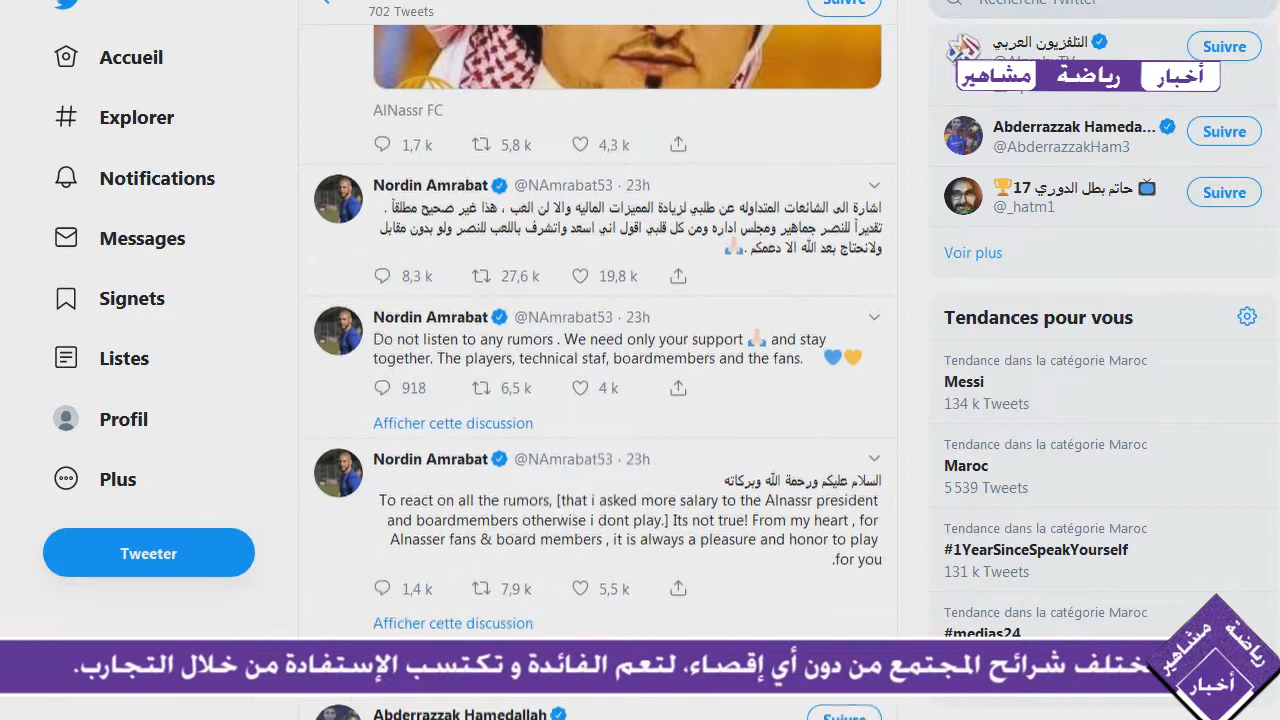 702 Tweets
Suivre
Accueil
Explorer
Notifications
Messages
Signets
Listes
Profil
Plus
Tweeter
AlNassr FC
1,7 k 5,8 k 4,3 k
Nordin Amrabat @NAmrabat53 · 23h
اشارة الى الشائعات المتداوله عن طلبي لزيادة المميزات الماليه والا لن العب ، هذا غير صحيح مطلقاً .
تقديراً للنصر جماهير ومجلس اداره ومن كل قلبي اقول اني اسعد واتشرف باللعب للنصر ولو بدون مقابل
ولانحتاج بعد الله الا دعمكم .🙏🏻
8,3 k 27,6 k 19,8 k
Nordin Amrabat @NAmrabat53 · 23h
Do not listen to any rumors . We need only your support 🙏🏻 and stay
together. The players, technical staf, boardmembers and the fans. 💙💛
918 6,5 k 4 k
Afficher cette discussion
Nordin Amrabat @NAmrabat53 · 23h
السلام عليكم ورحمة الله وبركاته
To react on all the rumors, [that i asked more salary to the Alnassr president
and boardmembers otherwise i dont play.] Its not true! From my heart , for
Alnasser fans & board members , it is always a pleasure and honor to play
.for you
1,4 k 7,9 k 5,5 k
Afficher cette discussion
Abderrazzak Hamedallah
Suivre
Recherche Twitter
التلفزيون العربي
Suivre
أخبار رياضة مشاهير
Abderrazzak Hameda...
@AbderrazzakHam3
Suivre
🏆17 حاتم بطل الدوري 📺
@_hatm1
Suivre
Voir plus
Tendances pour vous
Tendance dans la catégorie Maroc
Messi
134 k Tweets
Tendance dans la catégorie Maroc
Maroc
5 539 Tweets
Tendance dans la catégorie Maroc
#1YearSinceSpeakYourself
131 k Tweets
Tendance dans la catégorie Maroc
#medias24
شرائح المجتمع من دون أي إقصاء، لتعم الفائدة و تكتسب الإستفادة من خلال التجارب.
مشاهير رياضة أخبار